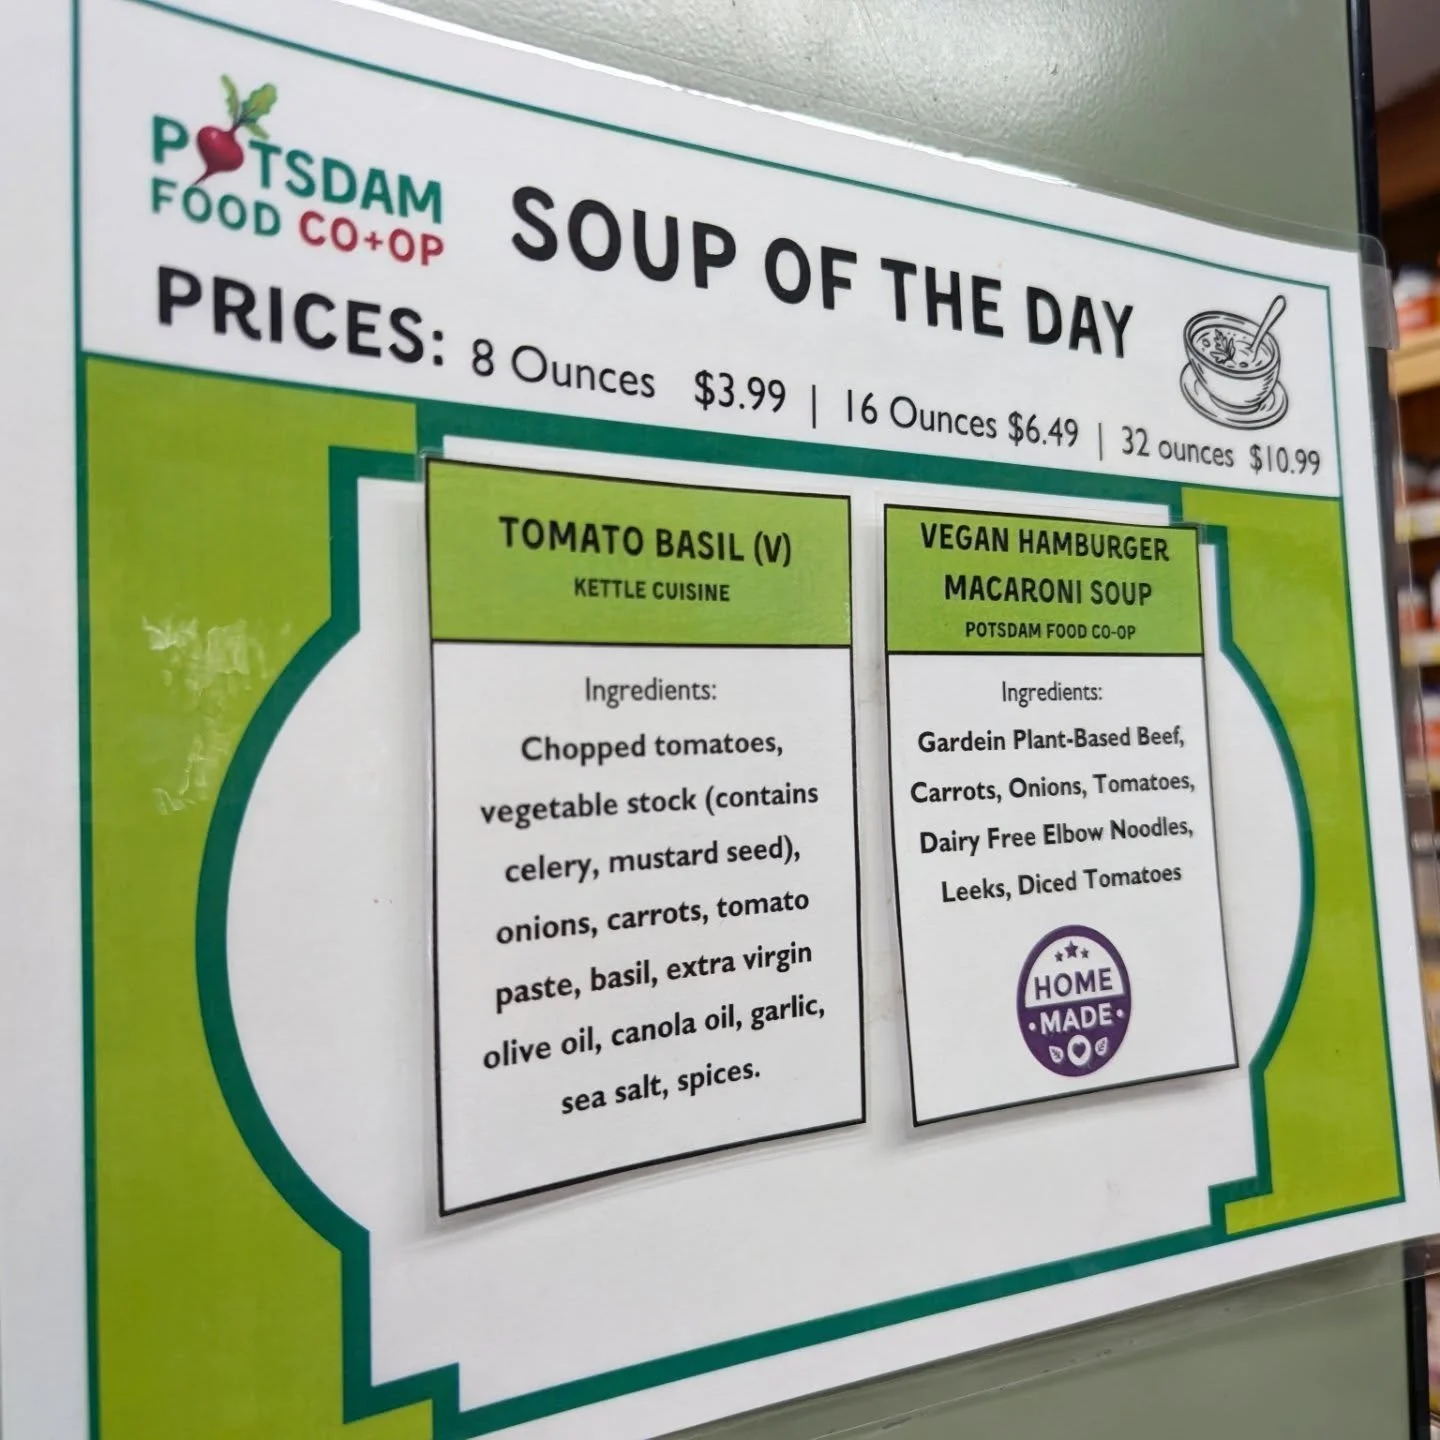 POTSDAM
FOOD CO+OP
SOUP OF THE DAY
PRICES: 8 Ounces $3.99 | 16 Ounces $6.49 | 32 ounces $10.99
TOMATO BASIL (V)
KETTLE CUISINE
Ingredients:
Chopped tomatoes,
vegetable stock (contains
celery, mustard seed),
onions, carrots, tomato
paste, basil, extra virgin
olive oil, canola oil, garlic,
sea salt, spices.
VEGAN HAMBURGER
MACARONI SOUP
POTSDAM FOOD CO-OP
Ingredients:
Gardein Plant-Based Beef,
Carrots, Onions, Tomatoes,
Dairy Free Elbow Noodles,
Leeks, Diced Tomatoes
HOME
MADE